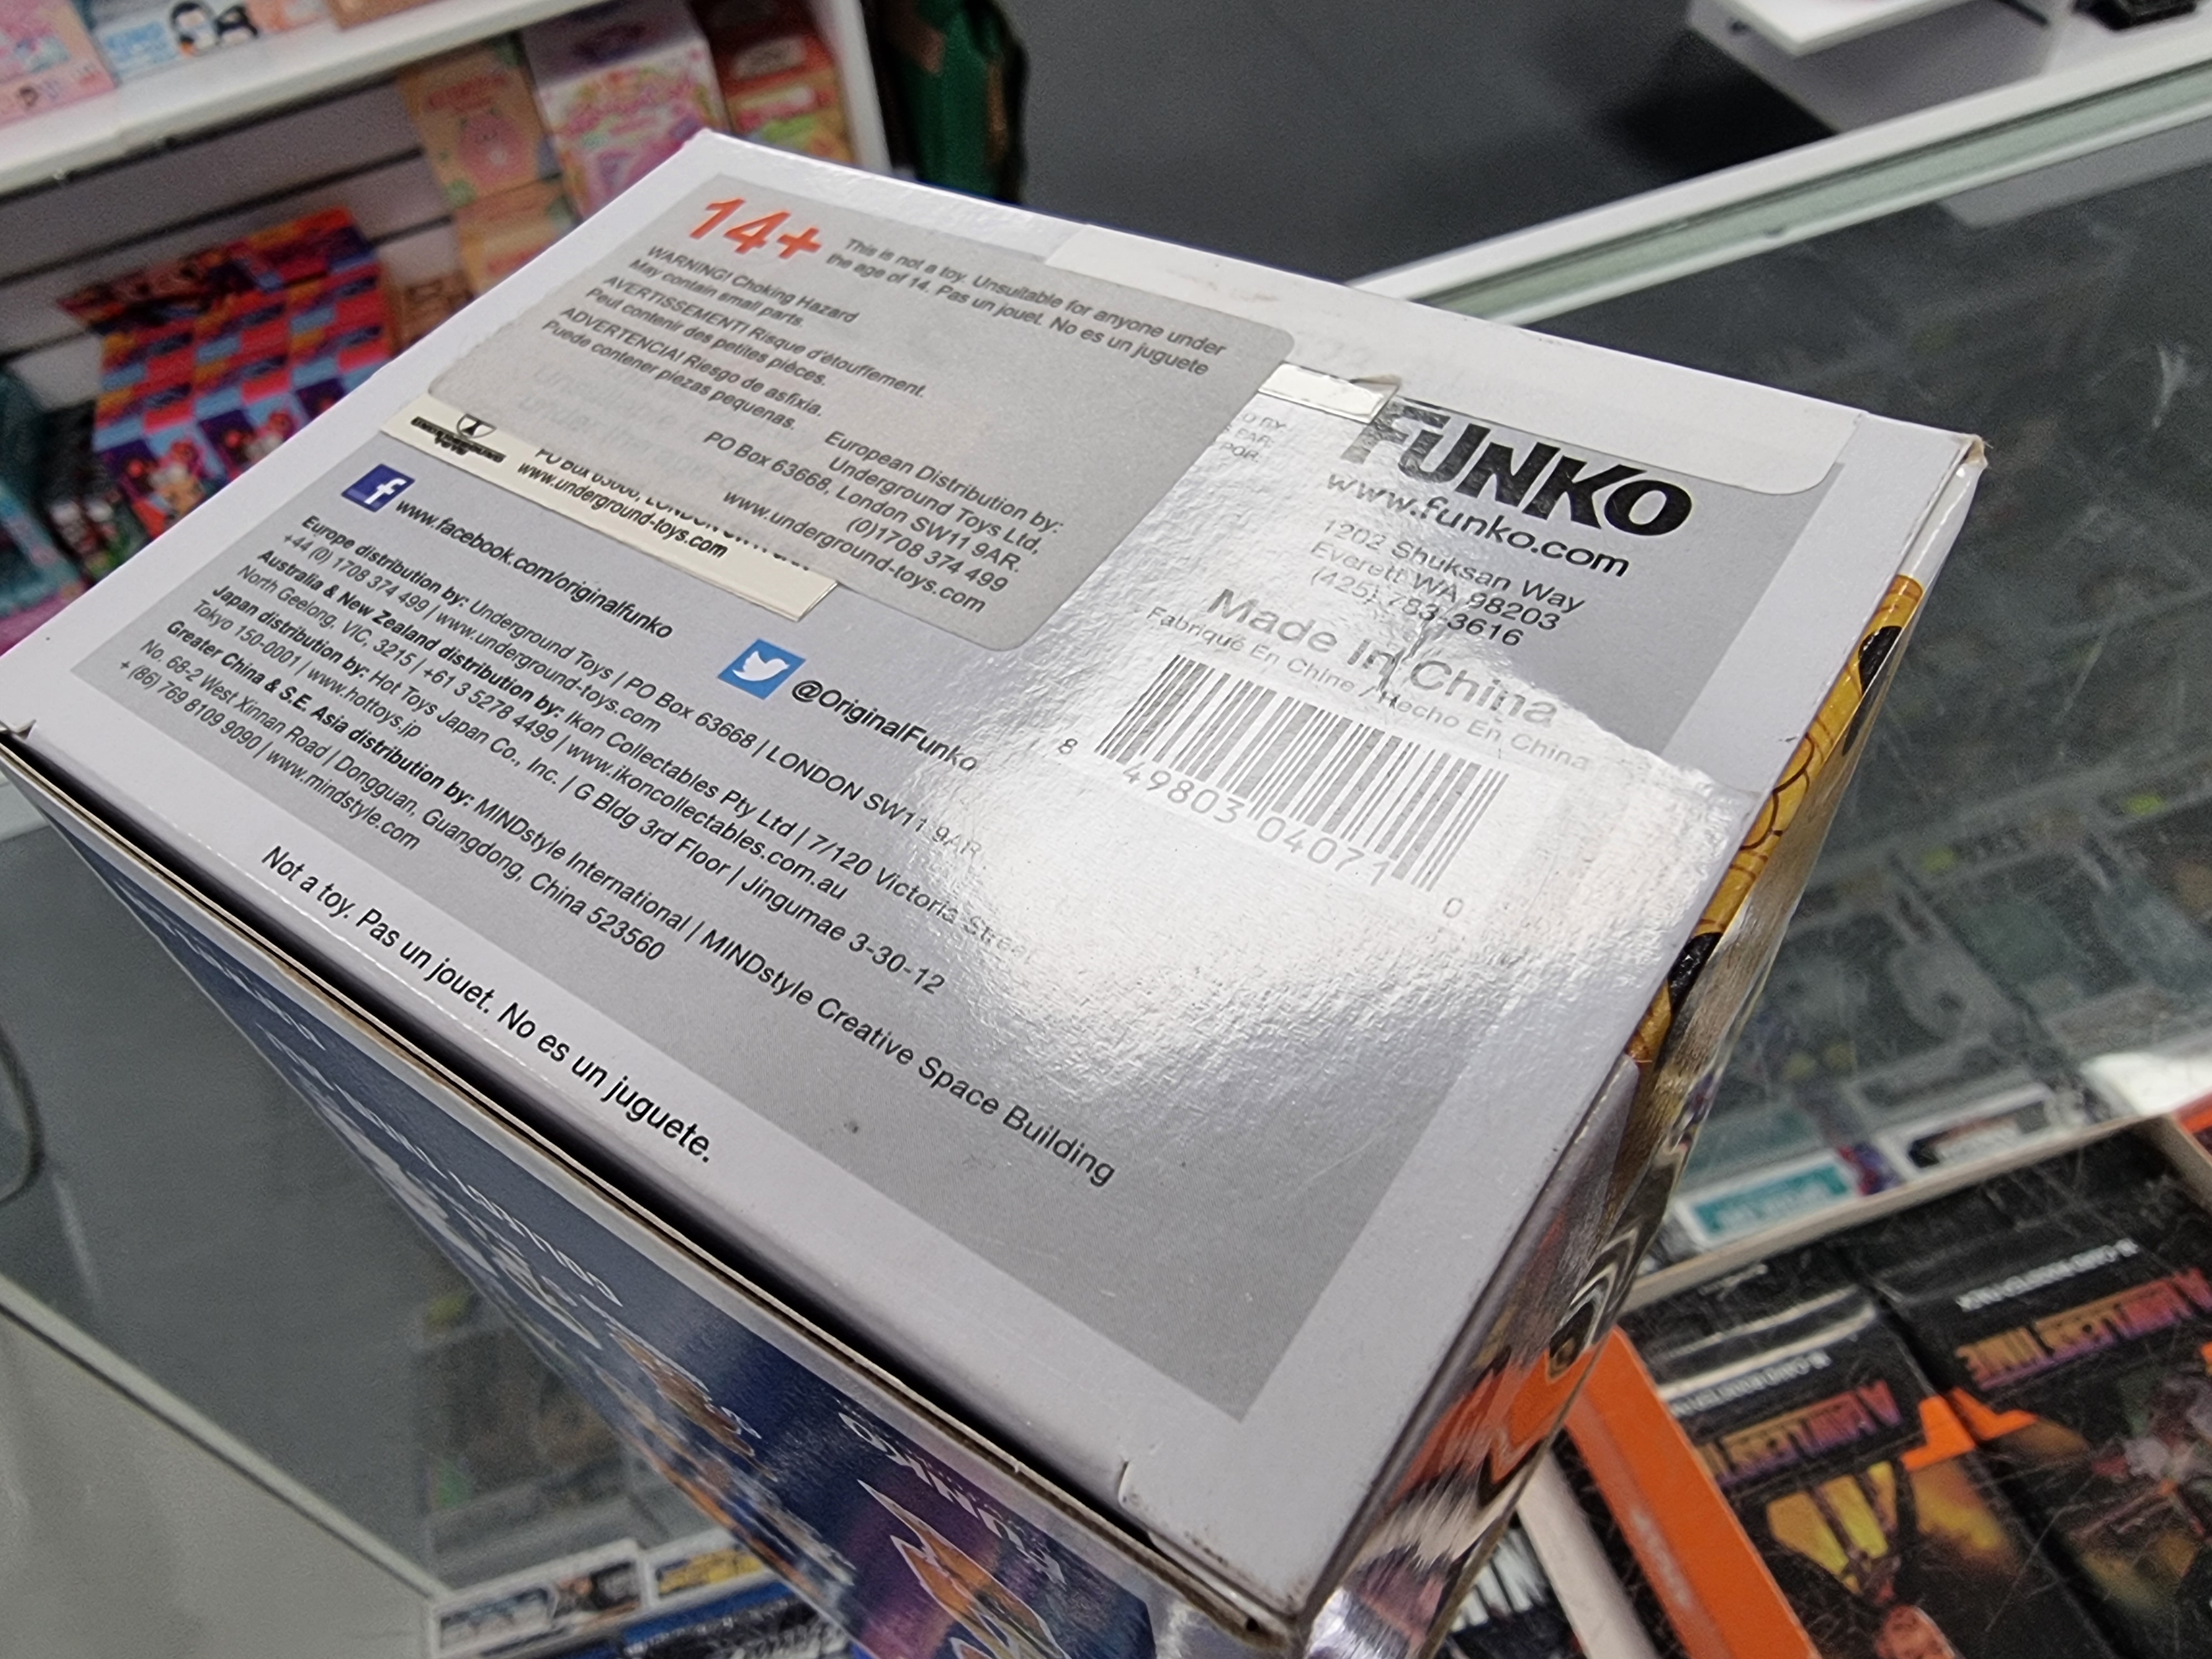 14+
This is not a toy. Unsuitable for anyone under
the age of 14. Pas un jouet. No es un juguete
WARNING! Choking Hazard
May contain small parts.
AVERTISSEMENT! Risque d'étouffement.
Peut contenir des petites pièces.
ADVERTENCIA! Riesgo de asfixia.
Puede contener piezas pequenas.
European Distribution by:
Underground Toys Ltd,
PO Box 63668, London SW11 9AR.
(0)1708 374 499
www.underground-toys.com
www.underground-toys.com
FUNKO
www.funko.com
1202 Shuksan Way
Everett WA 98203
(425) 783-3616
Made In China
Fabriqué En Chine / Hecho En China
8 49803 04071 0
www.facebook.com/originalfunko
@OriginalFunko
Europe distribution by: Underground Toys | PO Box 63668 | LONDON SW11 9AR
+44 (0) 1708 374 499 | www.underground-toys.com
Australia & New Zealand distribution by: Ikon Collectables Pty Ltd | 7/120 Victoria Street
North Geelong, VIC, 3215 | +61 3 5278 4499 | www.ikoncollectables.com.au
Japan distribution by: Hot Toys Japan Co., Inc. | G Bldg 3rd Floor | Jingumae 3-30-12
Tokyo 150-0001 | www.hottoys.jp
Greater China & S.E. Asia distribution by: MINDstyle International | MINDstyle Creative Space Building
No. 68-2 West Xinnan Road | Dongguan, Guangdong, China 523560
+ (86) 769 8109 9090 | www.mindstyle.com
Not a toy. Pas un jouet. No es un juguete.